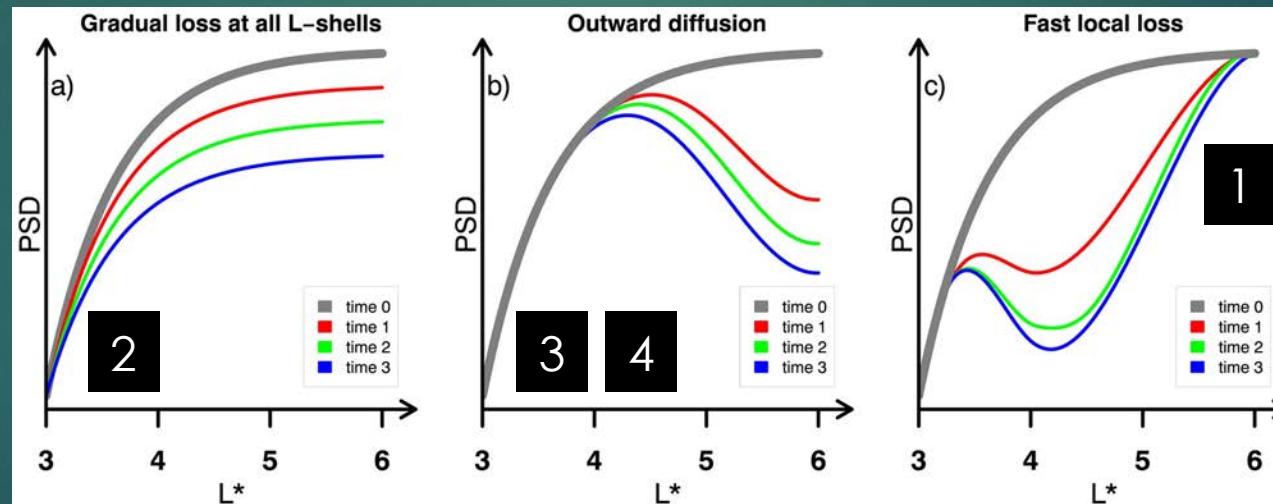 Gradual loss at all L-shells
a)
PSD
2
time 0
time 1
time 2
time 3
3 4 5 6
L*
Outward diffusion
b)
PSD
3 4
time 0
time 1
time 2
time 3
3 4 5 6
L*
Fast local loss
c)
PSD
1
time 0
time 1
time 2
time 3
3 4 5 6
L*